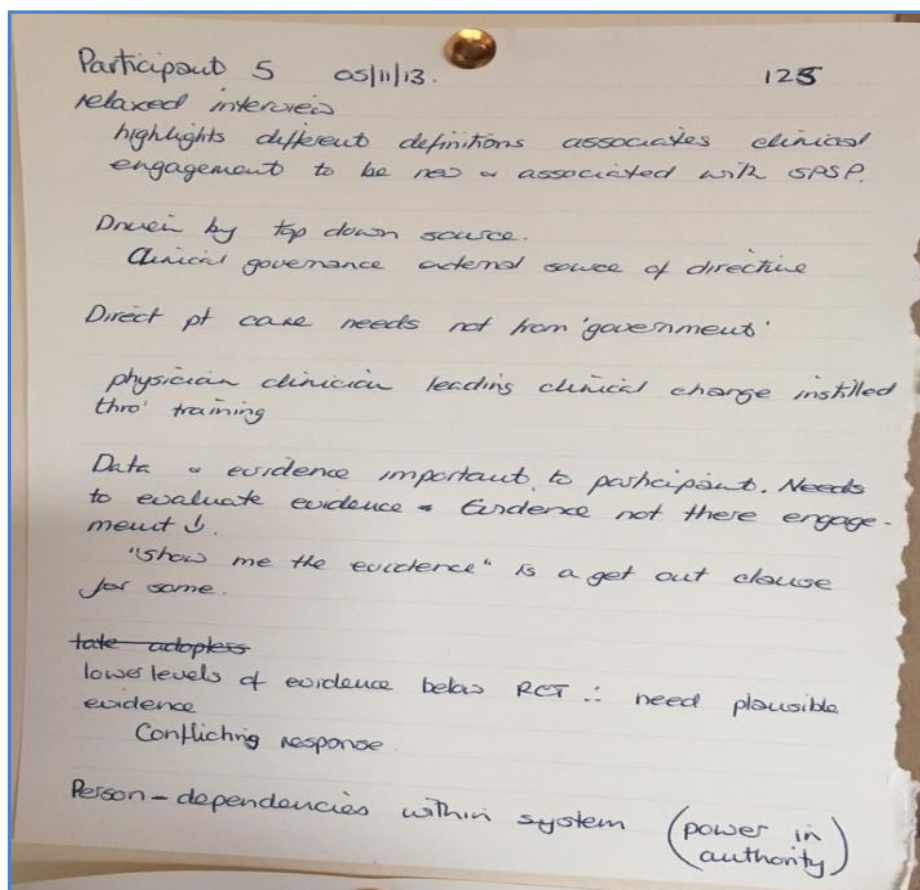 Participant 5 05/11/13. 125
relaxed interview
highlights different definitions associates clinical
engagement to be new & associated with SPSP.
Driven by top down source.
Clinical governance external source of directive
Direct pt care needs not from 'government'
physician clinician leading clinical change instilled
thro' training
Data & evidence important to participant. Needs
to evaluate evidence & Evidence not there engage-
ment ↓.
"show me the evidence" is a get out clause
for some.
late adopters
lower levels of evidence below RCT ∴ need plausible
evidence
Conflicting response.
Person-dependencies within system (power in
authority)